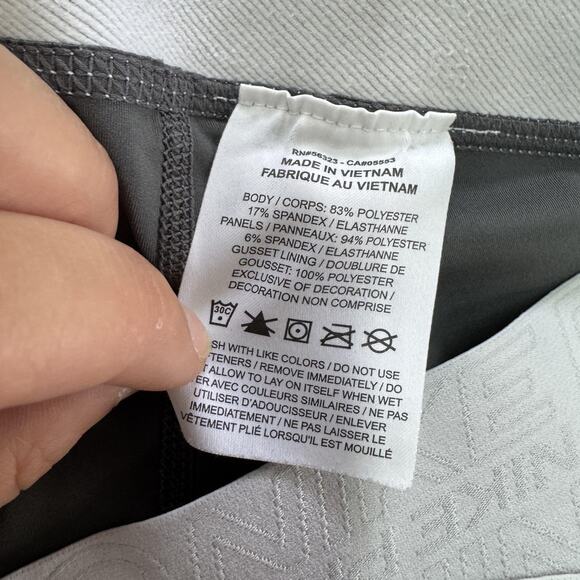 RN#56323 - CA#05553
MADE IN VIETNAM
FABRIQUE AU VIETNAM
BODY / CORPS: 83% POLYESTER
17% SPANDEX / ELASTHANNE
PANELS / PANNEAUX: 94% POLYESTER
6% SPANDEX / ELASTHANNE
GUSSET LINING / DOUBLURE DE
GOUSSET: 100% POLYESTER
EXCLUSIVE OF DECORATION /
DECORATION NON COMPRISE
30C
SH WITH LIKE COLORS / DO NOT USE
TENERS / REMOVE IMMEDIATELY / DO
T ALLOW TO LAY ON ITSELF WHEN WET
ER AVEC COULEURS SIMILAIRES / NE PAS
UTILISER D'ADOUCISSEUR / ENLEVER
IMMEDIATEMENT / NE PAS LAISSER LE
VÊTEMENT PLIÉ LORSQU'IL EST MOUILLÉ